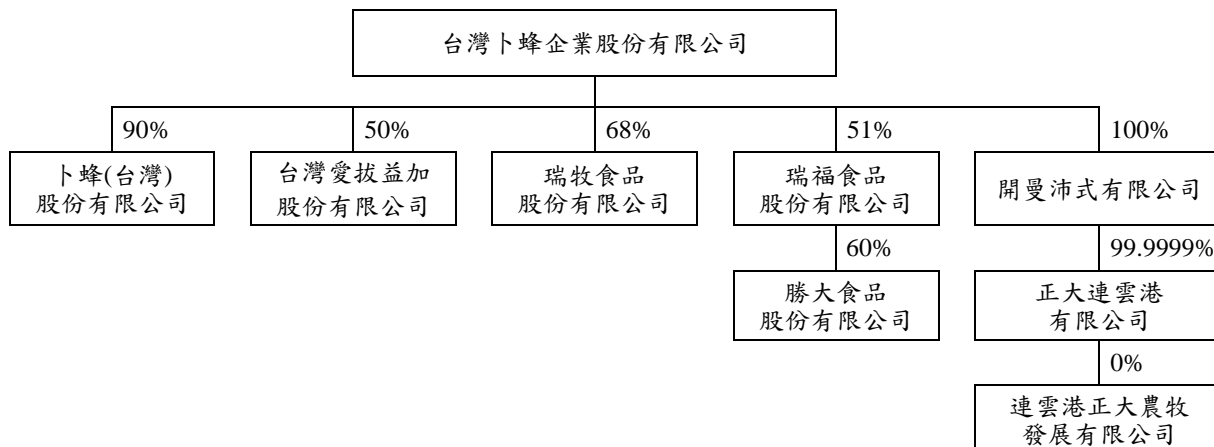 台灣卜蜂企業股份有限公司
90%
50%
68%
51%
100%
卜蜂(台灣)
股份有限公司
台灣愛拔益加
股份有限公司
瑞牧食品
股份有限公司
瑞福食品
股份有限公司
開曼沛式有限公司
60%
99.9999%
勝大食品
股份有限公司
正大連雲港
有限公司
0%
連雲港正大農牧
發展有限公司